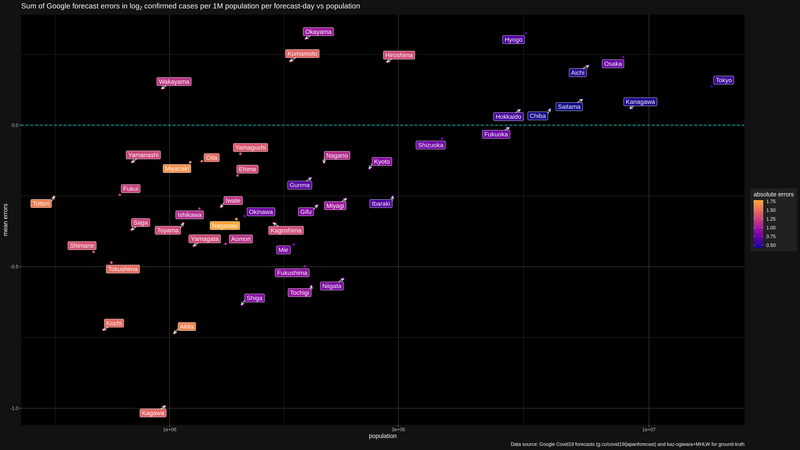 Sum of Google forecast errors in log2 confirmed cases per 1M population per forecast-day vs population
Okayama
Hyogo
Kumamoto
Hiroshima
Osaka
Aichi
Wakayama
Tokyo
Kanagawa
Saitama
Hokkaido
Chiba
0.0
Fukuoka
Shizuoka
Yamaguchi
Yamanashi
Oita
Nagano
Miyazaki
Ehime
Kyoto
Gunma
Fukui
Tottori
Iwate
Miyagi
Ibaraki
Ishikawa
Okinawa
Gifu
Saga
Nagasaki
Toyama
Kagoshima
Shimane
Yamagata
Aomori
Mie
-0.5
Tokushima
Fukushima
Niigata
Tochigi
Shiga
Kochi
Akita
-1.0
Kagawa
mean errors
absolute errors
1.75
1.50
1.25
1.00
0.75
0.50
1e+06
3e+06
1e+07
population
Data source: Google Covid19 forecasts (g.co/covid19/japanforecast) and kaz-ogiwara+MHLW for ground-truth